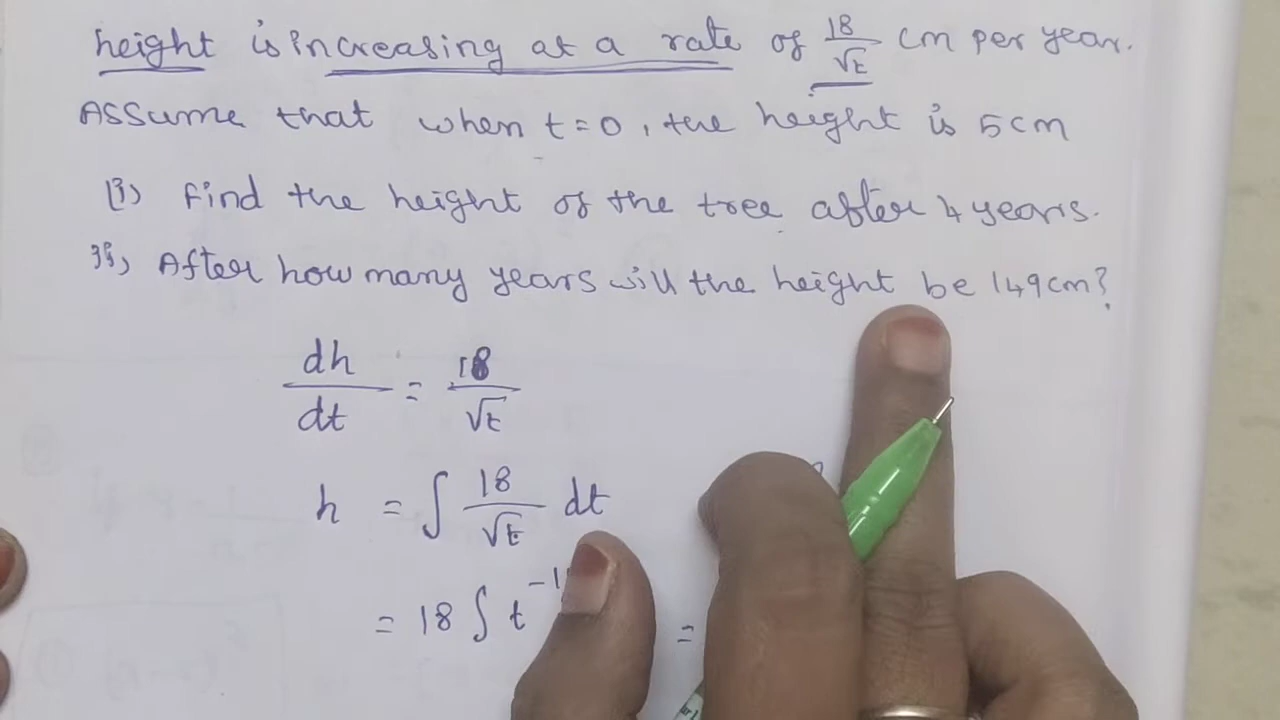 height is increasing at a rate of 18/√t cm per year.
Assume that when t=0, the height is 5cm
(i) Find the height of the tree after 4 years.
ii) After how many years will the height be 149cm?
dh/dt = 18/√t
h = ∫ 18/√t dt
= 18 ∫ t^-1
=